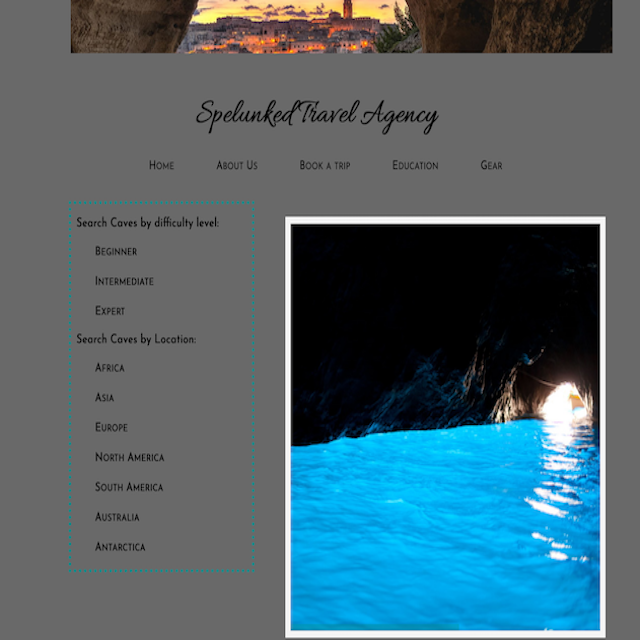 Spelunked Travel Agency
Home About Us Book a trip Education Gear
Search Caves by difficulty level:
Beginner
Intermediate
Expert
Search Caves by Location:
Africa
Asia
Europe
North America
South America
Australia
Antarctica